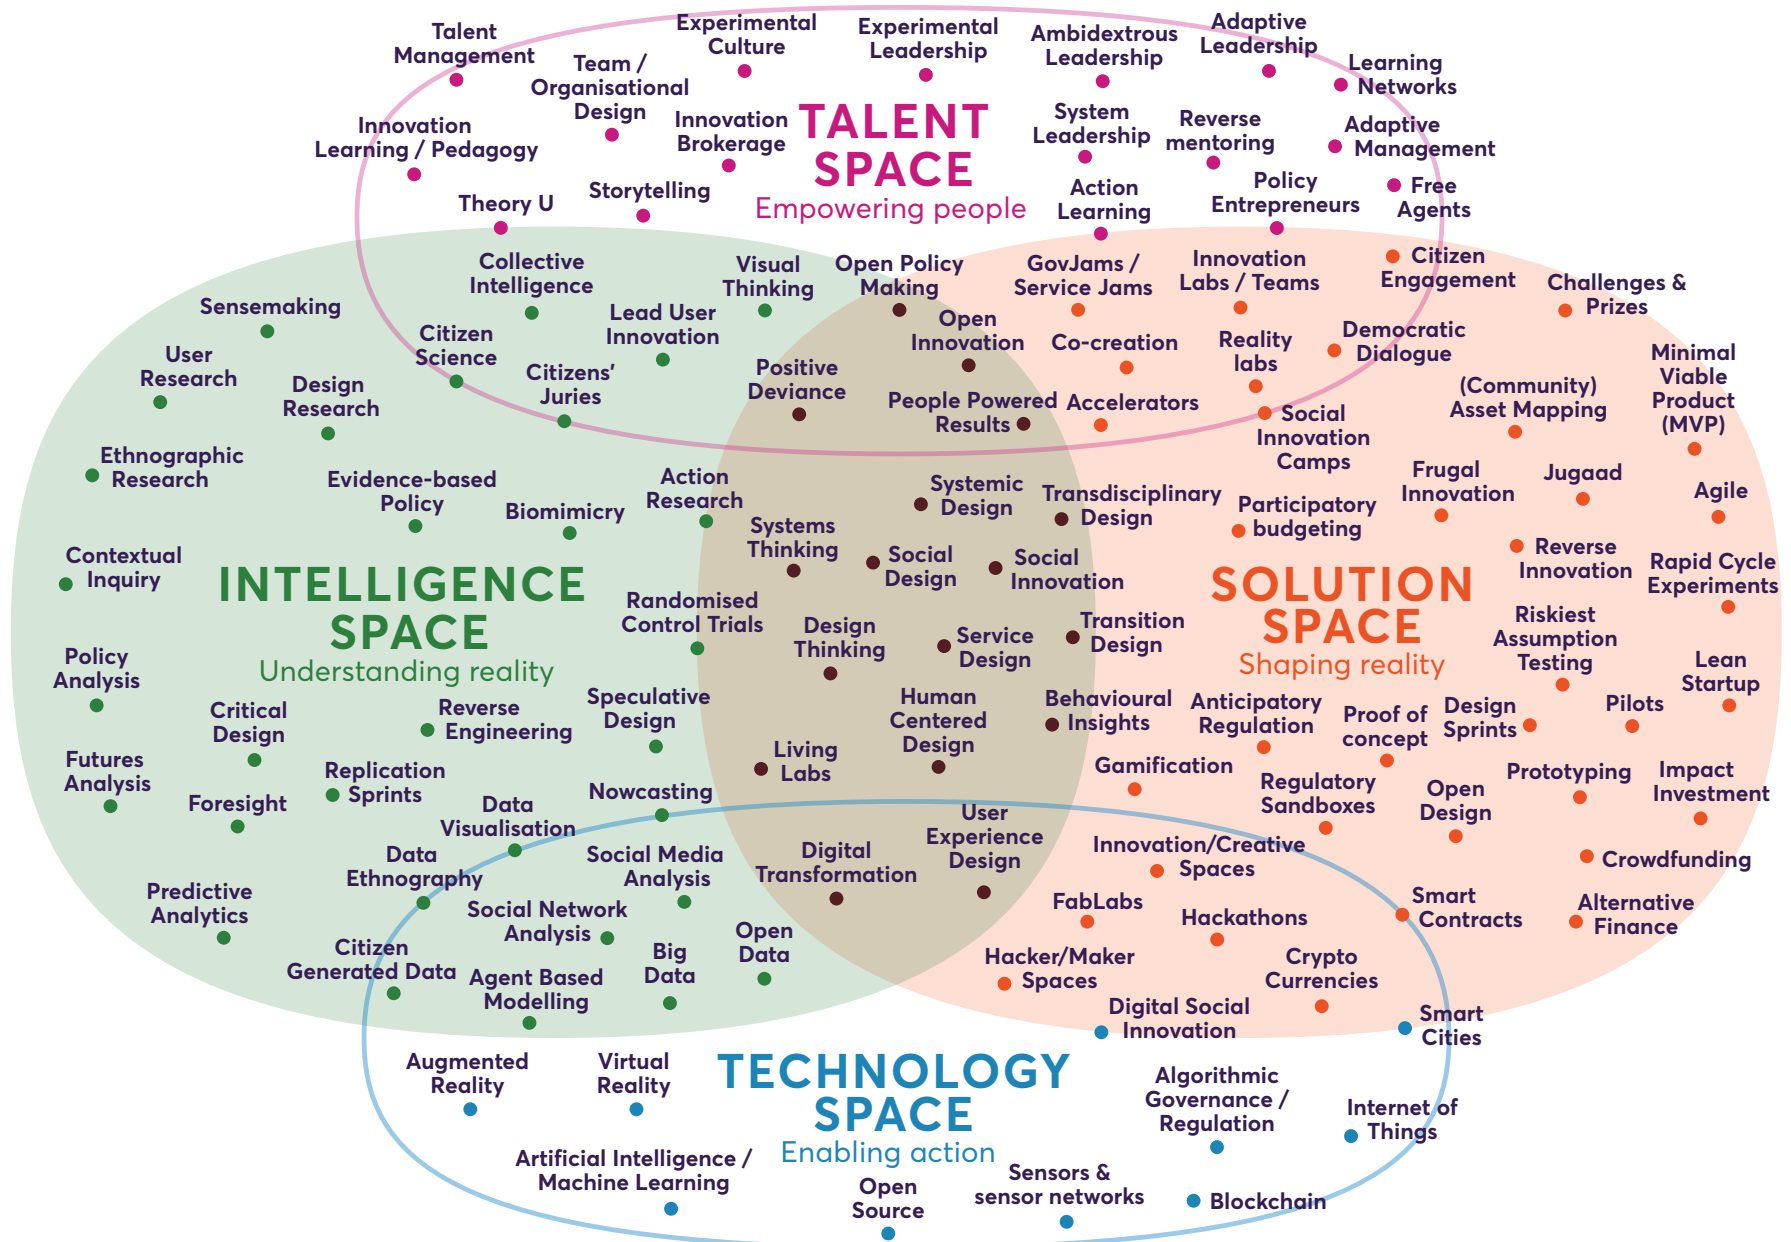 Talent
Management
Experimental
Culture
Experimental
Leadership
Ambidextrous
Leadership
Adaptive
Leadership
Learning
Networks
Team /
Organisational
Design
Innovation
Learning / Pedagogy
Innovation
Brokerage
TALENT
SPACE
Empowering people
System
Leadership
Reverse
mentoring
Adaptive
Management
Theory U
Storytelling
Action
Learning
Policy
Entrepreneurs
Free
Agents
Collective
Intelligence
Visual
Thinking
Open Policy
Making
GovJams /
Service Jams
Innovation
Labs / Teams
Citizen
Engagement
Challenges &
Prizes
Sensemaking
Citizen
Science
Lead User
Innovation
Open
Innovation
Co-creation
Reality
labs
Democratic
Dialogue
User
Research
Design
Research
Citizens'
Juries
Positive
Deviance
People Powered
Results
Accelerators
Social
Innovation
Camps
(Community)
Asset Mapping
Minimal
Viable
Product
(MVP)
Ethnographic
Research
Evidence-based
Policy
Biomimicry
Action
Research
Systemic
Design
Transdisciplinary
Design
Participatory
budgeting
Frugal
Innovation
Jugaad
Agile
Contextual
Inquiry
INTELLIGENCE
SPACE
Understanding reality
Systems
Thinking
Social
Design
Social
Innovation
SOLUTION
SPACE
Shaping reality
Reverse
Innovation
Rapid Cycle
Experiments
Randomised
Control Trials
Design
Thinking
Service
Design
Transition
Design
Riskiest
Assumption
Testing
Lean
Startup
Policy
Analysis
Critical
Design
Reverse
Engineering
Speculative
Design
Human
Centered
Design
Behavioural
Insights
Anticipatory
Regulation
Proof of
concept
Design
Sprints
Pilots
Futures
Analysis
Foresight
Replication
Sprints
Nowcasting
Living
Labs
Gamification
Regulatory
Sandboxes
Open
Design
Prototyping
Impact
Investment
Data
Visualisation
Data
Ethnography
Social Media
Analysis
Digital
Transformation
User
Experience
Design
Innovation/Creative
Spaces
Crowdfunding
Predictive
Analytics
Social Network
Analysis
FabLabs
Hackathons
Smart
Contracts
Alternative
Finance
Citizen
Generated Data
Agent Based
Modelling
Big
Data
Open
Data
Hacker/Maker
Spaces
Crypto
Currencies
Digital Social
Innovation
Smart
Cities
Augmented
Reality
Virtual
Reality
TECHNOLOGY
SPACE
Enabling action
Algorithmic
Governance /
Regulation
Internet of
Things
Artificial Intelligence /
Machine Learning
Open
Source
Sensors &
sensor networks
Blockchain